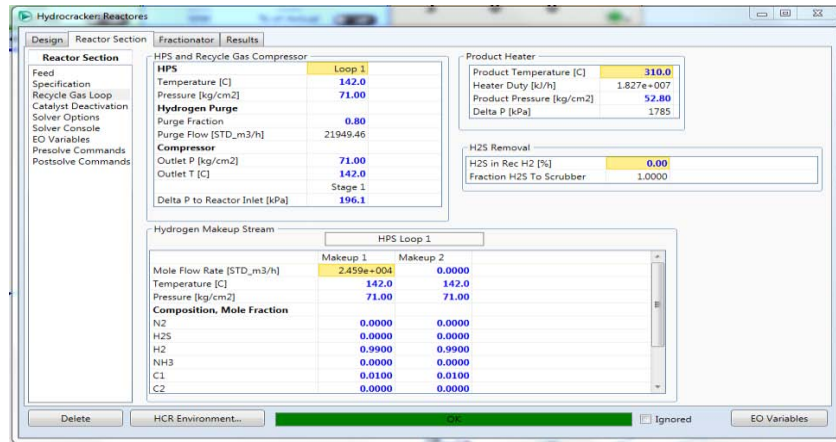 Hydrocracker: Reactores
Design Reactor Section Fractionator Results
Reactor Section
Feed
Specification
Recycle Gas Loop
Catalyst Deactivation
Solver Options
Solver Console
EO Variables
Presolve Commands
Postsolve Commands
HPS and Recycle Gas Compressor
HPS Loop 1
Temperature [C] 142.0
Pressure [kg/cm2] 71.00
Hydrogen Purge
Purge Fraction 0.80
Purge Flow [STD_m3/h] 21949.46
Compressor
Outlet P [kg/cm2] 71.00
Outlet T [C] 142.0
Stage 1
Delta P to Reactor Inlet [kPa] 196.1
Product Heater
Product Temperature [C] 310.0
Heater Duty [kJ/h] 1.827e+007
Product Pressure [kg/cm2] 52.80
Delta P [kPa] 1785
H2S Removal
H2S in Rec H2 [%] 0.00
Fraction H2S To Scrubber 1.0000
Hydrogen Makeup Stream
HPS Loop 1
Makeup 1 Makeup 2
Mole Flow Rate [STD_m3/h] 2.459e+004 0.0000
Temperature [C] 142.0 142.0
Pressure [kg/cm2] 71.00 71.00
Composition, Mole Fraction
N2 0.0000 0.0000
H2S 0.0000 0.0000
H2 0.9900 0.9900
NH3 0.0000 0.0000
C1 0.0100 0.0100
C2 0.0000 0.0000
Delete HCR Environment... OK Ignored EO Variables